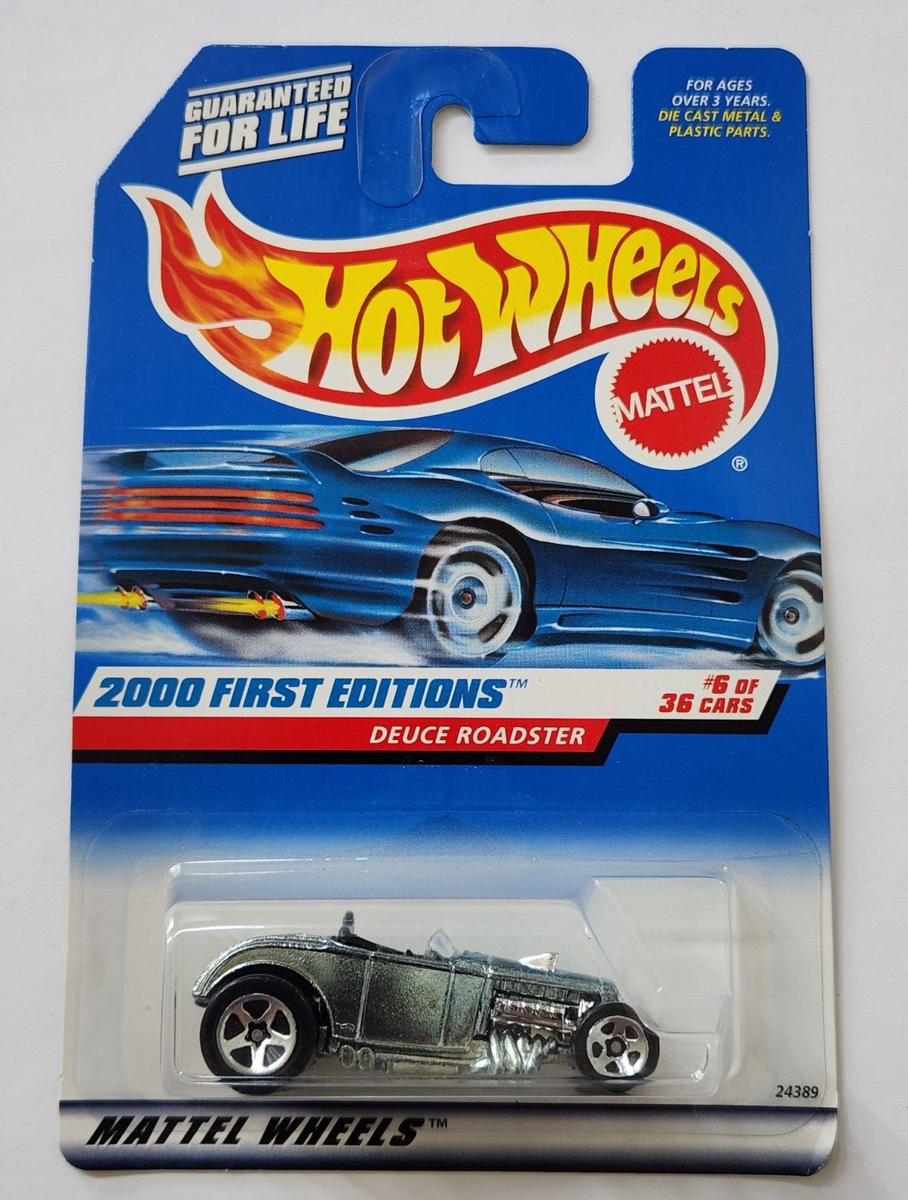 GUARANTEED
FOR LIFE
FOR AGES
OVER 3 YEARS.
DIE CAST METAL &
PLASTIC PARTS.
HOT WHEELS
MATTEL
®
2000 FIRST EDITIONS™
#6 OF
36 CARS
DEUCE ROADSTER
24389
MATTEL WHEELS™